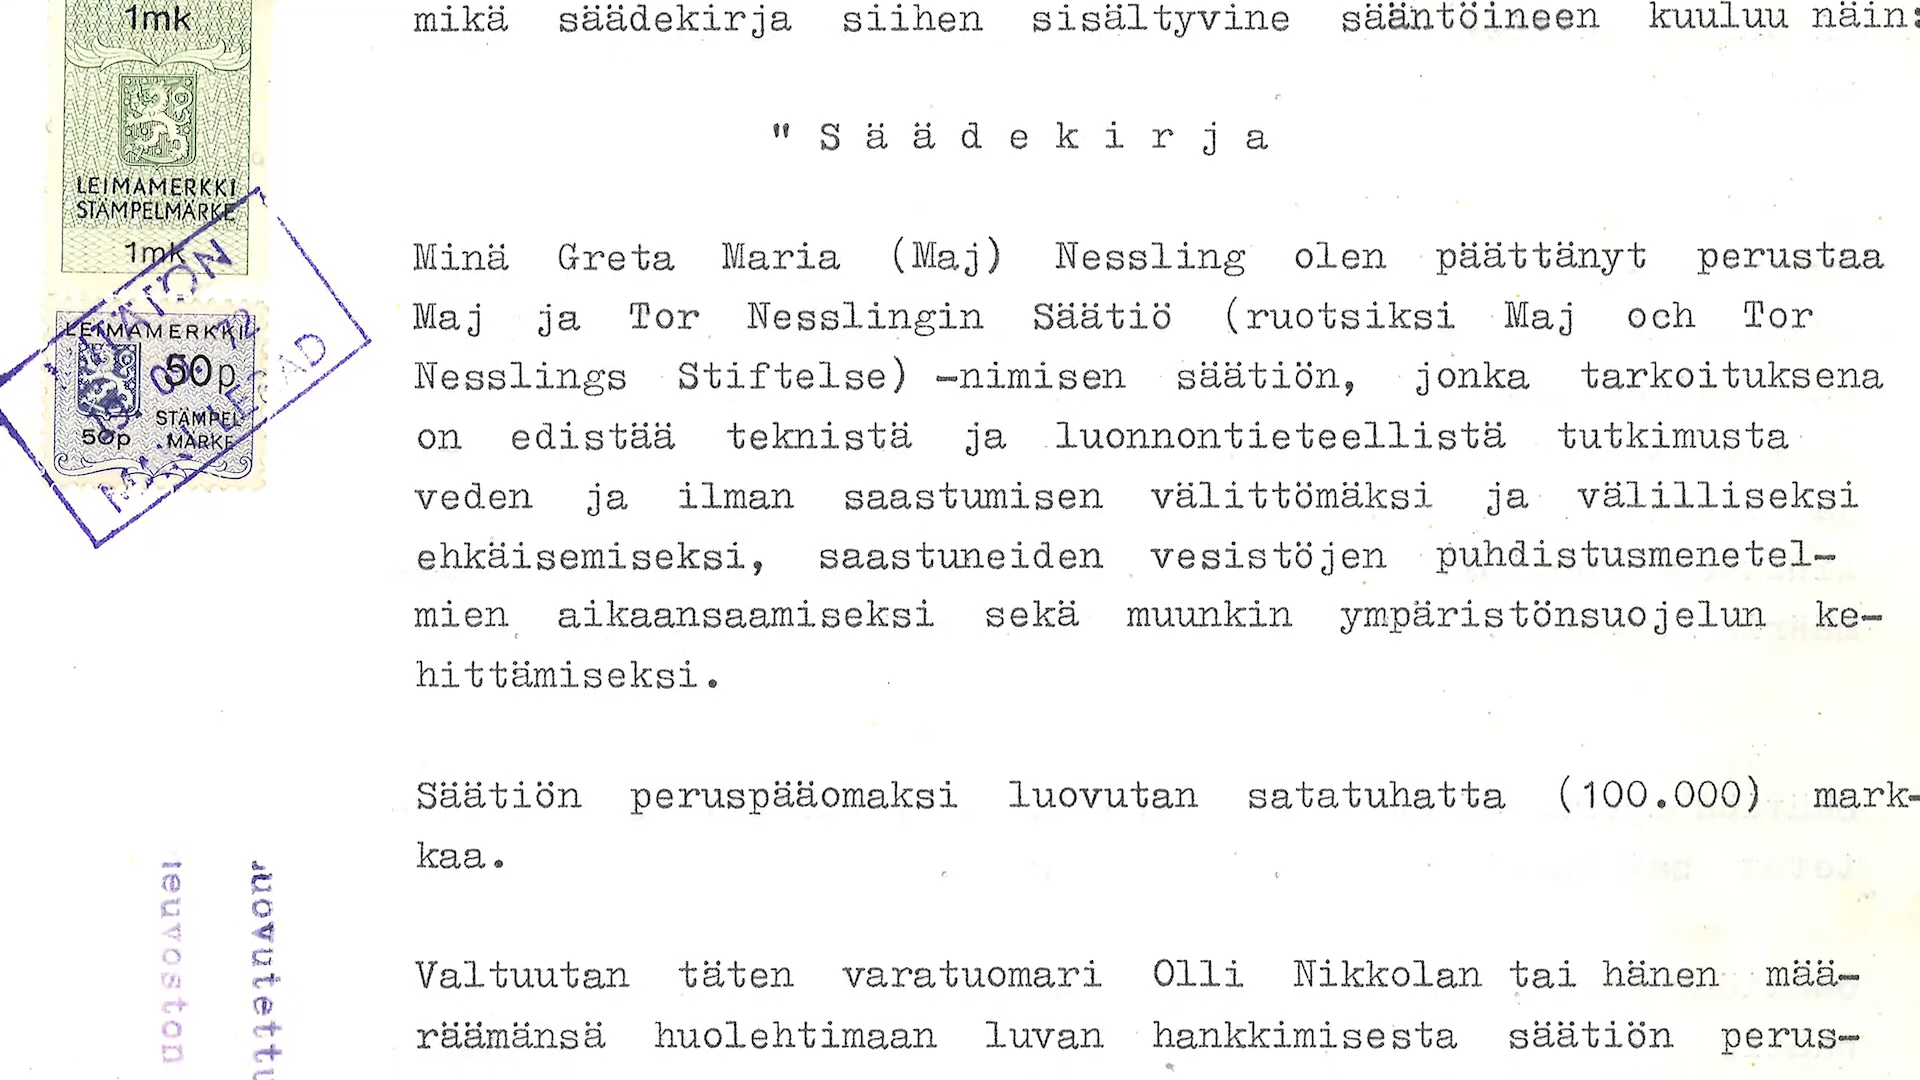 mikä säädekirja siihen sisältyvine sääntöineen kuuluu näin:
"Säädekirja
Minä Greta Maria (Maj) Nessling olen päättänyt perustaa
Maj ja Tor Nesslingin Säätiö (ruotsiksi Maj och Tor
Nesslings Stiftelse) -nimisen säätiön, jonka tarkoituksena
on edistää teknistä ja luonnontieteellistä tutkimusta
veden ja ilman saastumisen välittömäksi ja välilliseksi
ehkäisemiseksi, saastuneiden vesistöjen puhdistusmenetel-
mien aikaansaamiseksi sekä muunkin ympäristönsuojelun ke-
hittämiseksi.
Säätiön peruspääomaksi luovutan satatuhatta (100.000) mark-
kaa.
Valtuutan täten varatuomari Olli Nikkolan tai hänen mää-
räämänsä huolehtimaan luvan hankkimisesta säätiön perus-
1mk
LEIMAMERKKI
STÄMPELMÄRKE
1mk
LEIMAMERKKI
50p
STÄMPEL-
50p MÄRKE